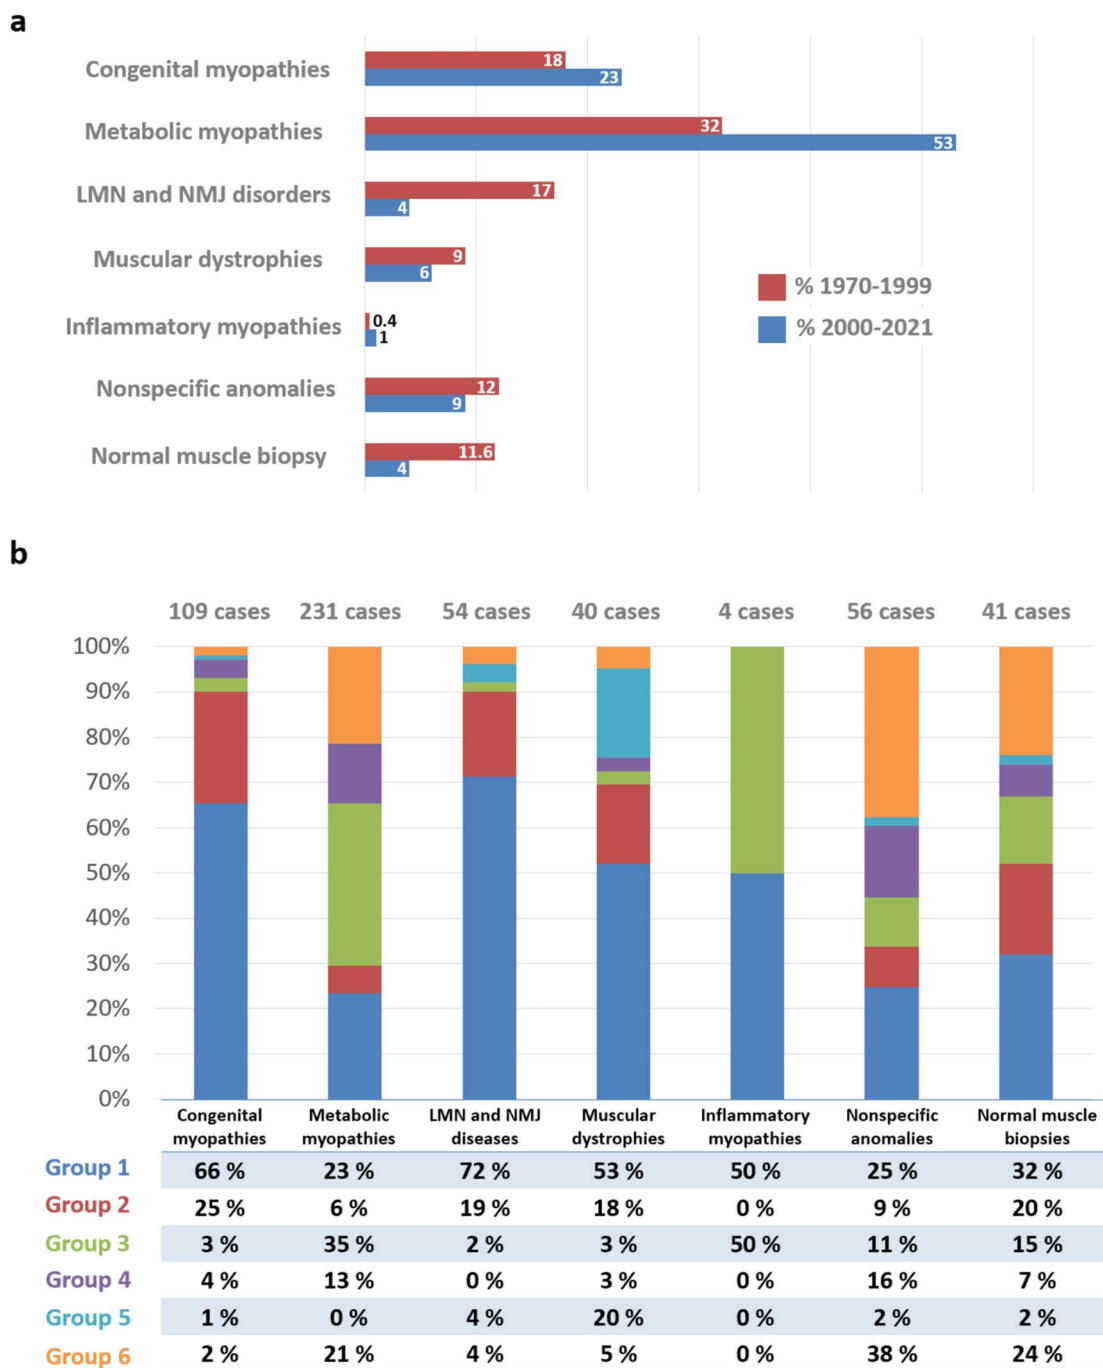 a
Congenital myopathies
18
23
Metabolic myopathies
32
53
LMN and NMJ disorders
17
4
Muscular dystrophies
9
6
Inflammatory myopathies
0.4
1
Nonspecific anomalies
12
9
Normal muscle biopsy
11.6
4
% 1970-1999
% 2000-2021
b
109 cases 231 cases 54 cases 40 cases 4 cases 56 cases 41 cases
100%
90%
80%
70%
60%
50%
40%
30%
20%
10%
0%
Congenital Metabolic LMN and NMJ Muscular Inflammatory Nonspecific Normal muscle
myopathies myopathies diseases dystrophies myopathies anomalies biopsies
Group 1 66 % 23 % 72 % 53 % 50 % 25 % 32 %
Group 2 25 % 6 % 19 % 18 % 0 % 9 % 20 %
Group 3 3 % 35 % 2 % 3 % 50 % 11 % 15 %
Group 4 4 % 13 % 0 % 3 % 0 % 16 % 7 %
Group 5 1 % 0 % 4 % 20 % 0 % 2 % 2 %
Group 6 2 % 21 % 4 % 5 % 0 % 38 % 24 %